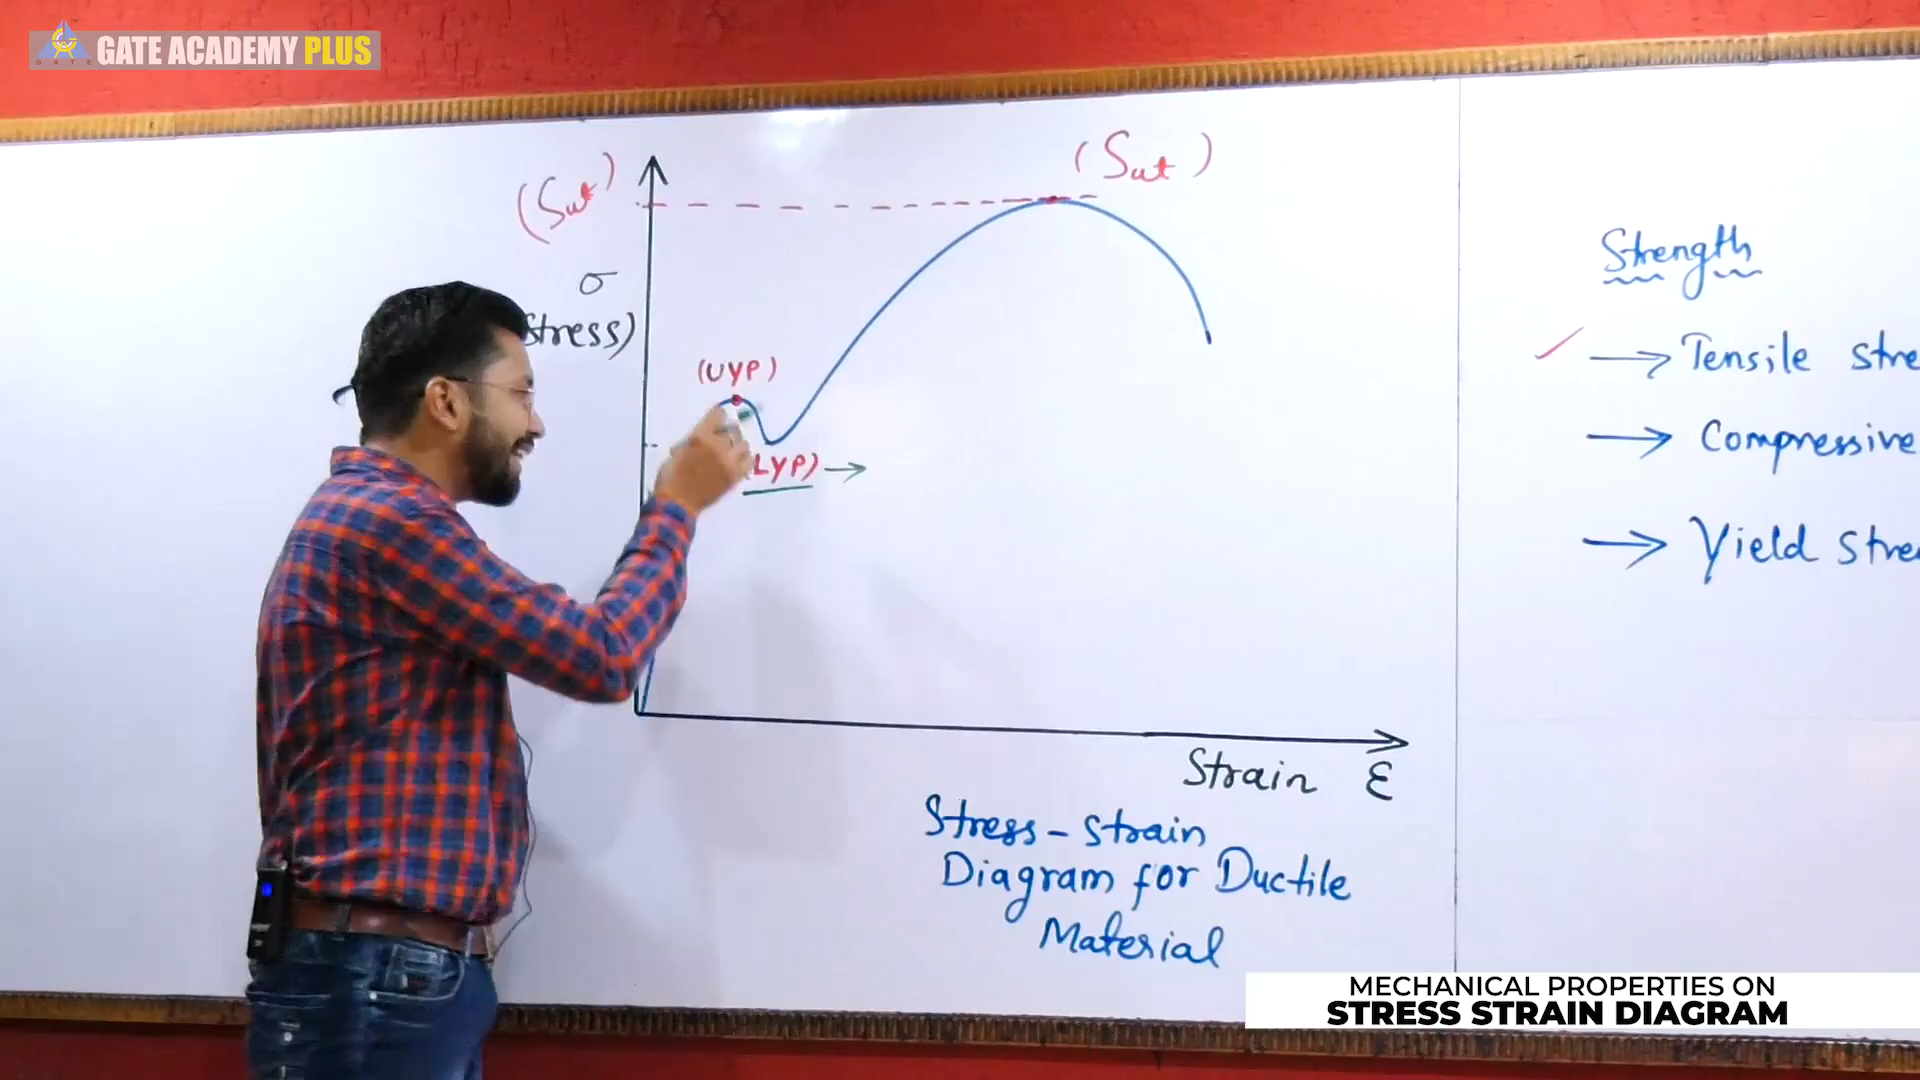 GATE ACADEMY PLUS
GATE
(Sut)
(Sut)
σ
Stress)
(UYP)
(LYP) →
Strain ε
Stress - Strain
Diagram for Ductile
Material
Strength
→ Tensile Stre
→ Compressive
→ Yield Stre
MECHANICAL PROPERTIES ON
STRESS STRAIN DIAGRAM